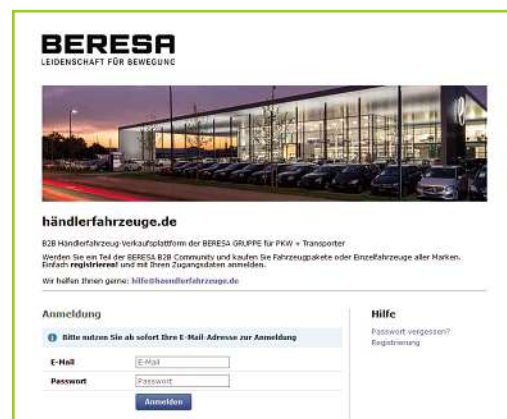 BERESA
LEIDENSCHAFT FÜR BEWEGUNG
händlerfahrzeuge.de
B2B Händlerfahrzeug-Verkaufsplattform der BERESA GRUPPE für PKW + Transporter
Werden Sie ein Teil der BERESA B2B Community und kaufen Sie Fahrzeugpakete oder Einzelfahrzeuge aller Marken.
Einfach registrieren! und mit Ihren Zugangsdaten anmelden.
Wir helfen Ihnen gerne: hilfe@haendlerfahrzeuge.de
Anmeldung
Bitte nutzen Sie ab sofort Ihre E-Mail-Adresse zur Anmeldung
E-Mail E-Mail
Passwort Passwort
Anmelden
Hilfe
Passwort vergessen?
Registrierung